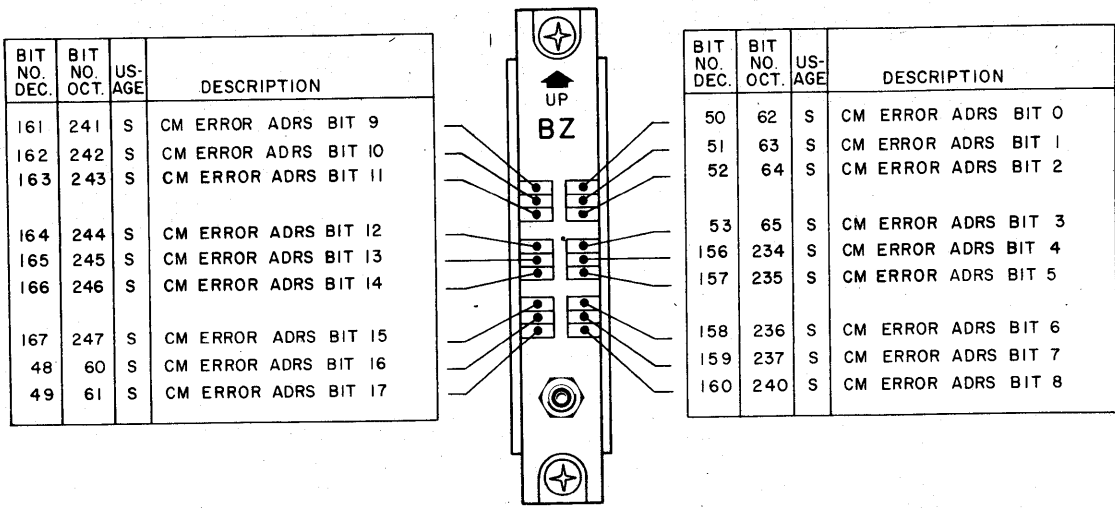 BIT NO. DEC. BIT NO. OCT. US-AGE DESCRIPTION
161 241 S CM ERROR ADRS BIT 9
162 242 S CM ERROR ADRS BIT 10
163 243 S CM ERROR ADRS BIT 11
164 244 S CM ERROR ADRS BIT 12
165 245 S CM ERROR ADRS BIT 13
166 246 S CM ERROR ADRS BIT 14
167 247 S CM ERROR ADRS BIT 15
48 60 S CM ERROR ADRS BIT 16
49 61 S CM ERROR ADRS BIT 17
UP
BZ
BIT NO. DEC. BIT NO. OCT. US-AGE DESCRIPTION
50 62 S CM ERROR ADRS BIT 0
51 63 S CM ERROR ADRS BIT 1
52 64 S CM ERROR ADRS BIT 2
53 65 S CM ERROR ADRS BIT 3
156 234 S CM ERROR ADRS BIT 4
157 235 S CM ERROR ADRS BIT 5
158 236 S CM ERROR ADRS BIT 6
159 237 S CM ERROR ADRS BIT 7
160 240 S CM ERROR ADRS BIT 8